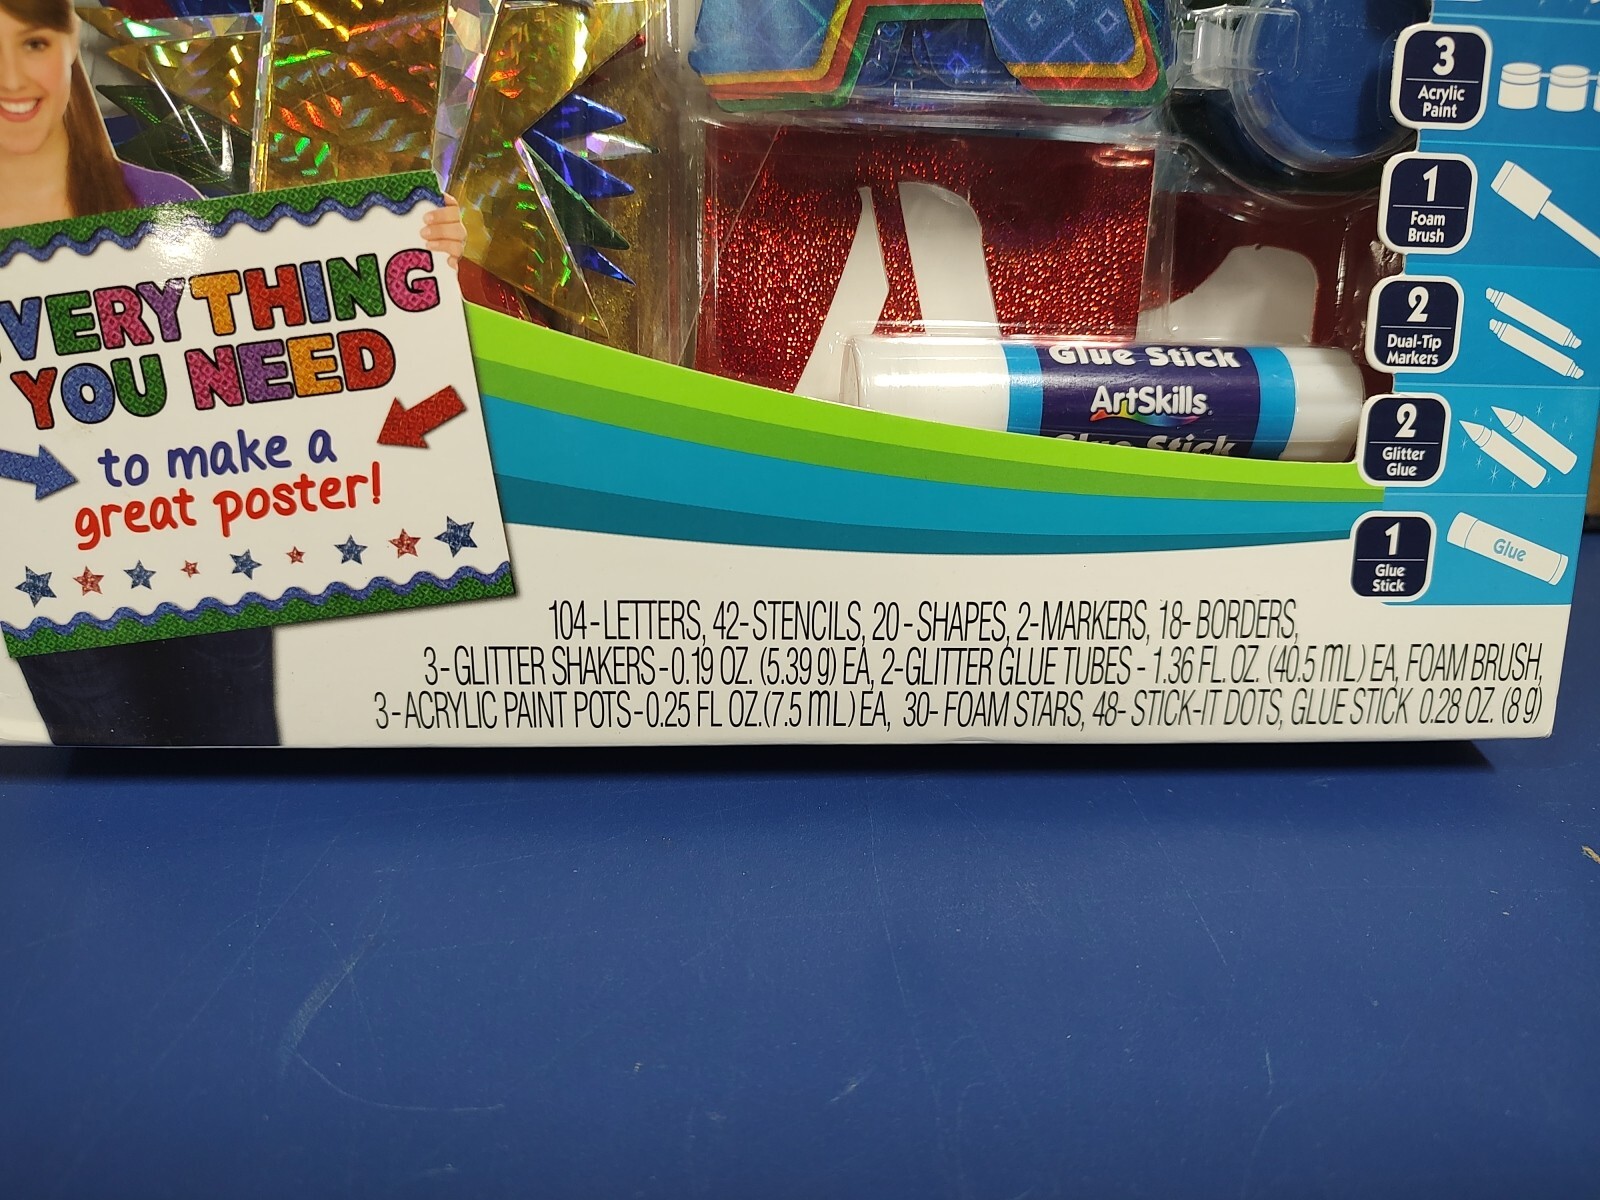 3
Acrylic
Paint
1
Foam
Brush
2
Dual-Tip
Markers
2
Glitter
Glue
1
Glue
Stick
Glue
Glue Stick
ArtSkills
Glue Stick
VERYTHING
YOU NEED
to make a
great poster!
104-LETTERS, 42-STENCILS, 20-SHAPES, 2-MARKERS, 18-BORDERS,
3-GLITTER SHAKERS-0.19 OZ. (5.39 g) EA, 2-GLITTER GLUE TUBES - 1.36 FL. OZ. (40.5 mL) EA, FOAM BRUSH,
3-ACRYLIC PAINT POTS-0.25 FL OZ.(7.5 mL) EA, 30-FOAM STARS, 48-STICK-IT DOTS, GLUE STICK 0.28 OZ. (8 g)